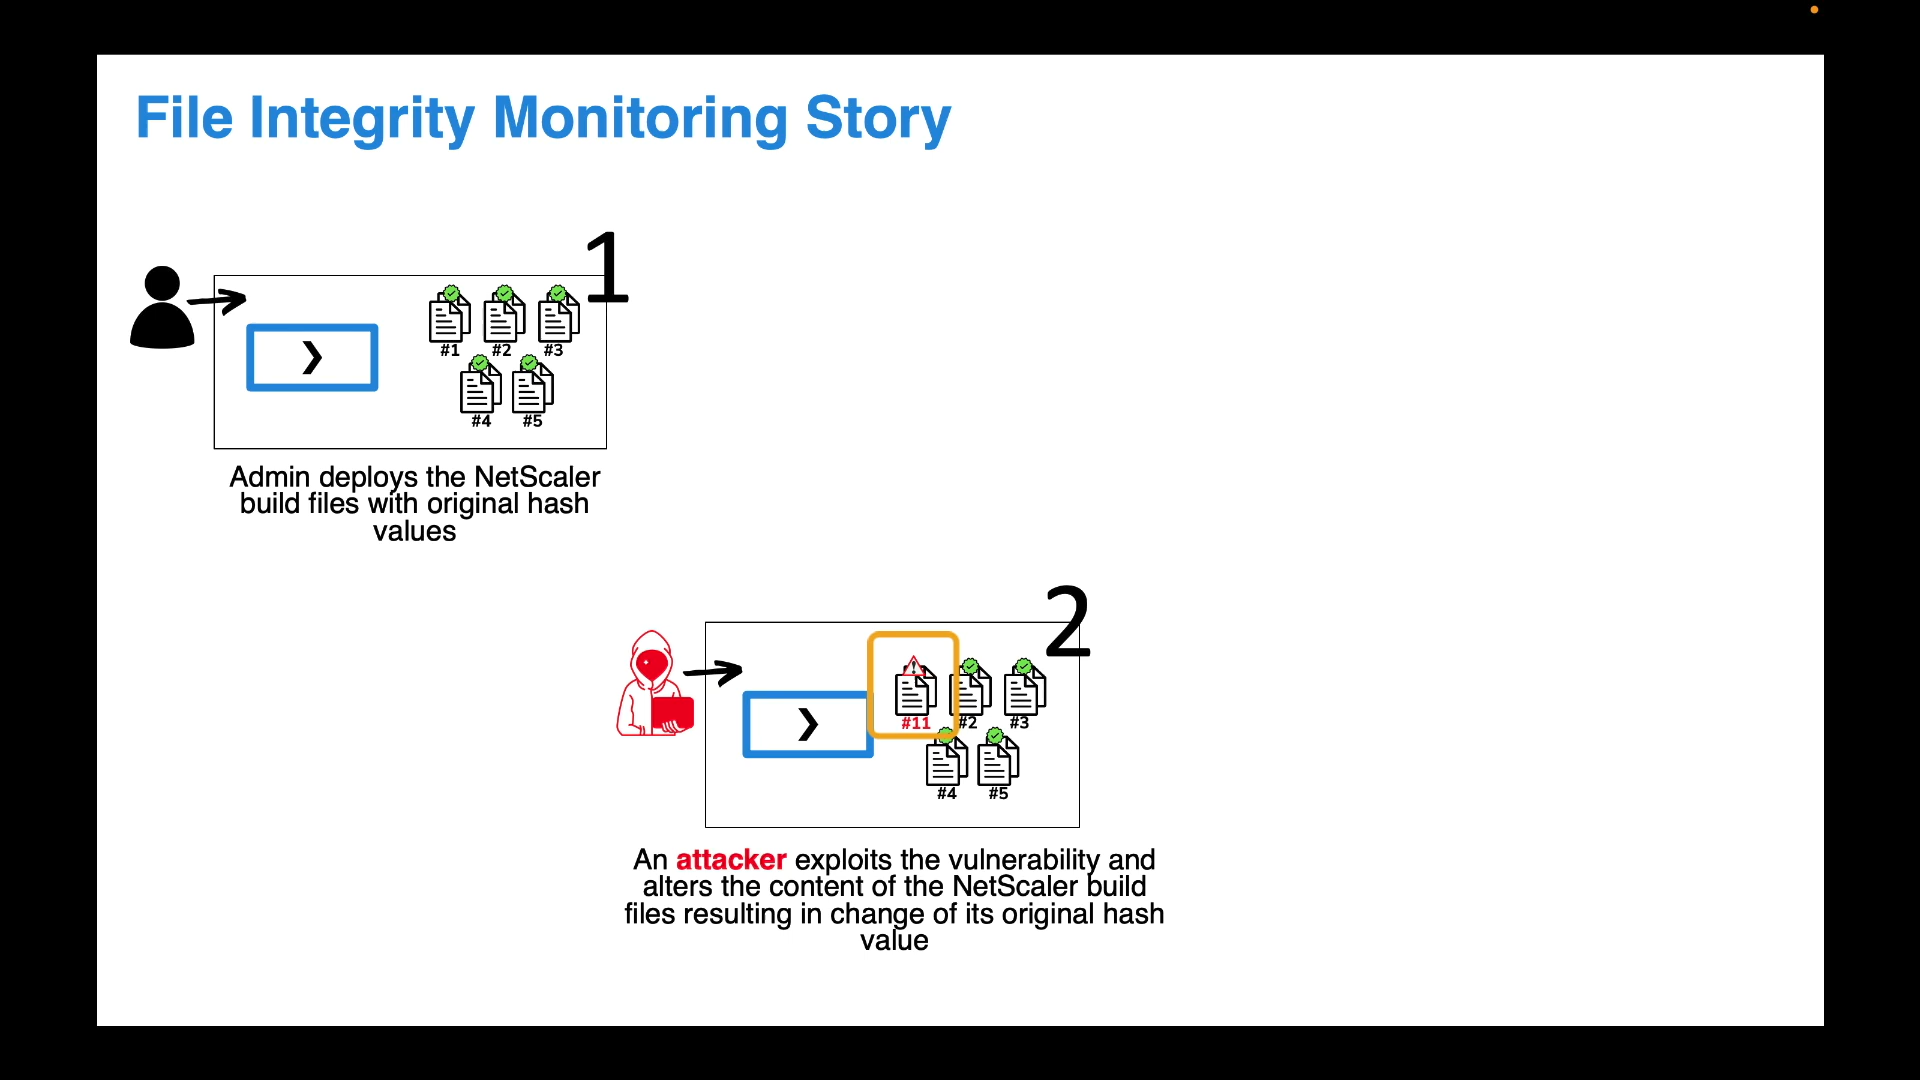 File Integrity Monitoring Story
1
#1 #2 #3
#4 #5
Admin deploys the NetScaler
build files with original hash
values
2
#11 #2 #3
#4 #5
An attacker exploits the vulnerability and
alters the content of the NetScaler build
files resulting in change of its original hash
value